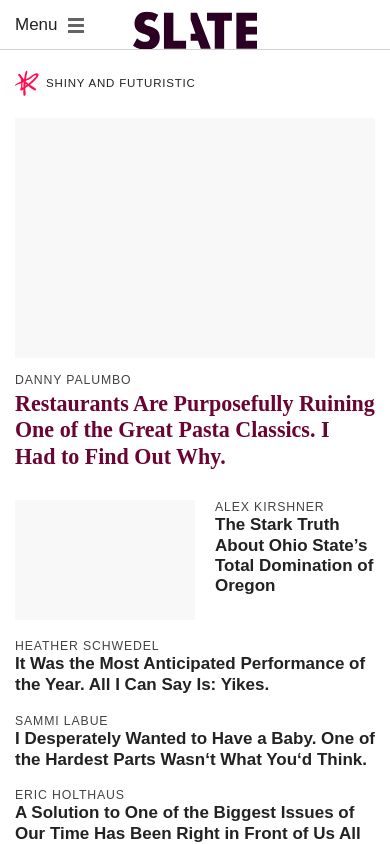 Menu
SLATE
SHINY AND FUTURISTIC
DANNY PALUMBO
Restaurants Are Purposefully Ruining
One of the Great Pasta Classics. I
Had to Find Out Why.
ALEX KIRSHNER
The Stark Truth
About Ohio State’s
Total Domination of
Oregon
HEATHER SCHWEDEL
It Was the Most Anticipated Performance of
the Year. All I Can Say Is: Yikes.
SAMMI LABUE
I Desperately Wanted to Have a Baby. One of
the Hardest Parts Wasn‘t What You‘d Think.
ERIC HOLTHAUS
A Solution to One of the Biggest Issues of
Our Time Has Been Right in Front of Us All